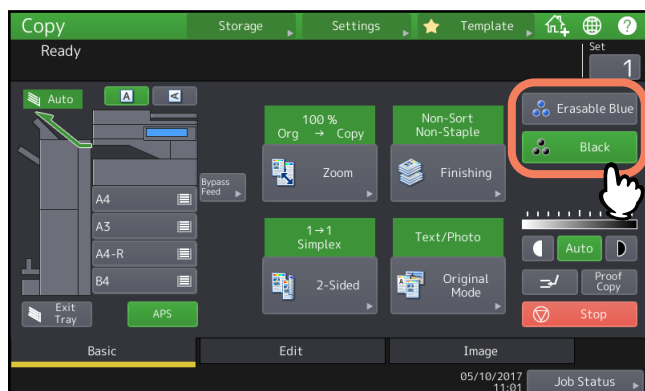 Copy
Storage
Settings
Template
?
Ready
Set
1
Auto
A
A
Erasable Blue
Black
100 %
Org → Copy
Zoom
Non-Sort
Non-Staple
Finishing
Bypass
Feed
A4
A3
A4-R
B4
1→1
Simplex
2-Sided
Text/Photo
Original
Mode
Auto
Proof
Copy
Exit
Tray
APS
Stop
Basic
Edit
Image
05/10/2017
11:01
Job Status